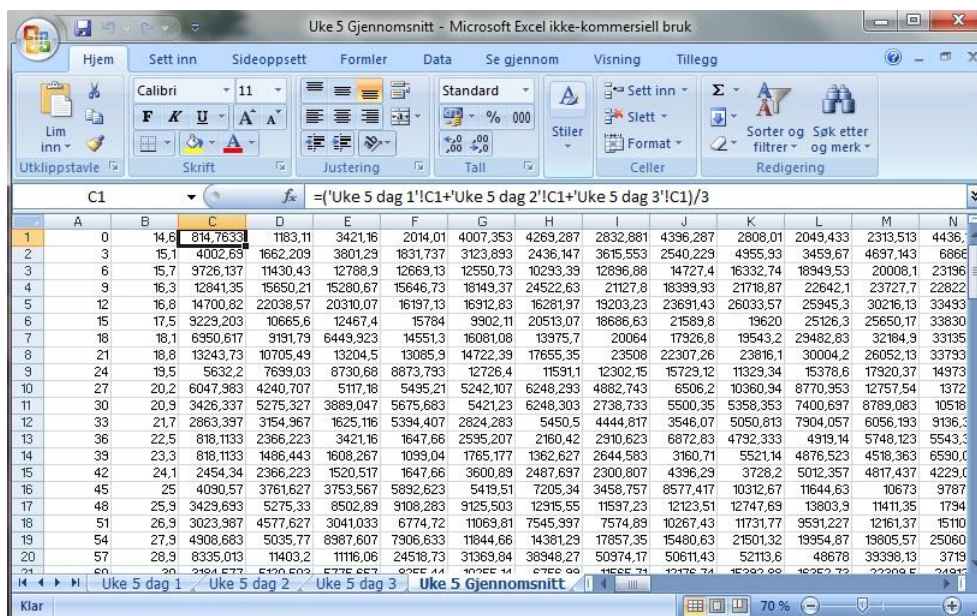 Uke 5 Gjennomsnitt - Microsoft Excel ikke-kommersiell bruk
Hjem Sett inn Sideoppsett Formler Data Se gjennom Visning Tillegg
Lim inn
Utklippstavle
Calibri 11
F K U A A
A
Skrift
Justering
Standard
% 000
Tall
Stiler
Sett inn
Slett
Format
Celler
Σ
Sorter og filtrer
Søk etter og merk
Redigering
C1 fx =('Uke 5 dag 1'!C1+'Uke 5 dag 2'!C1+'Uke 5 dag 3'!C1)/3
A B C D E F G H I J K L M N
1 0 14,6 814,7633 1183,11 3421,16 2014,01 4007,353 4269,287 2832,881 4396,287 2808,01 2049,433 2313,513 4436,
2 3 15,1 4002,69 1662,209 3801,29 1831,737 3123,893 2436,147 3615,553 2540,229 4955,93 3459,67 4697,143 6866
3 6 15,7 9726,137 11430,43 12788,9 12669,13 12550,73 10293,39 12896,88 14727,4 16332,74 18949,53 20008,1 23196
4 9 16,3 12841,35 15650,21 15280,67 15646,73 18149,37 24522,63 21127,8 18399,93 21718,87 22642,1 23727,7 22822
5 12 16,8 14700,82 22038,57 20310,07 16197,13 16912,83 16281,97 19203,23 23691,43 26033,57 25945,3 30216,13 33493
6 15 17,5 9229,203 10665,6 12467,4 15784 9902,11 20513,07 18686,63 21589,8 19620 25126,3 25650,17 33830
7 18 18,1 6950,617 9191,79 6449,923 14551,3 16081,08 13975,7 20064 17926,8 19543,2 29482,83 32184,9 33135
8 21 18,8 13243,73 10705,49 13204,5 13085,9 14722,39 17655,35 23508 22307,26 23816,1 30004,2 26052,13 33793
9 24 19,5 5632,2 7699,03 8730,68 8873,793 12726,4 11591,1 12302,15 15729,12 11329,34 15378,6 17920,37 14973
10 27 20,2 6047,983 4240,707 5117,18 5495,21 5242,107 6248,293 4882,743 6506,2 10360,94 8770,953 12757,54 1372
11 30 20,9 3426,337 5275,327 3889,047 5675,683 5421,23 6248,303 2738,733 5500,35 5358,353 7400,697 8789,083 10518
12 33 21,7 2863,397 3154,967 1625,116 5394,407 2824,283 5450,5 4444,817 3546,07 5050,813 7904,057 6056,193 9136,3
13 36 22,5 818,1133 2366,223 3421,16 1647,66 2595,207 2160,42 2910,623 6872,83 4792,333 4919,14 5748,123 5543,3
14 39 23,3 818,1133 1486,443 1608,267 1099,04 1765,177 1362,627 2644,583 3160,71 5521,14 4876,523 4518,363 6590,0
15 42 24,1 2454,34 2366,223 1520,517 1647,66 3600,89 2487,697 2300,807 4396,29 3728,2 5012,357 4817,437 4229,0
16 45 25 4090,57 3761,627 3753,567 5892,623 5419,51 7205,34 3458,757 8577,417 10312,67 11644,63 10673 9787
17 48 25,9 3429,693 5275,33 8502,89 9108,283 9125,503 12915,55 11597,23 12123,51 12747,69 13803,9 11411,35 1794
18 51 26,9 3023,987 4577,627 3041,033 6774,72 11069,81 7545,997 7574,89 10267,43 11731,77 9591,227 12161,37 15110
19 54 27,9 4908,683 5035,77 8987,607 7906,633 11844,66 14381,29 17857,35 15480,63 21501,32 19954,87 19805,57 25060
20 57 28,9 8335,013 11403,2 11116,06 24518,73 31369,84 38948,27 50974,17 50611,43 52113,6 48678 39398,13 3719
Uke 5 dag 1 Uke 5 dag 2 Uke 5 dag 3 Uke 5 Gjennomsnitt
Klar 70 %